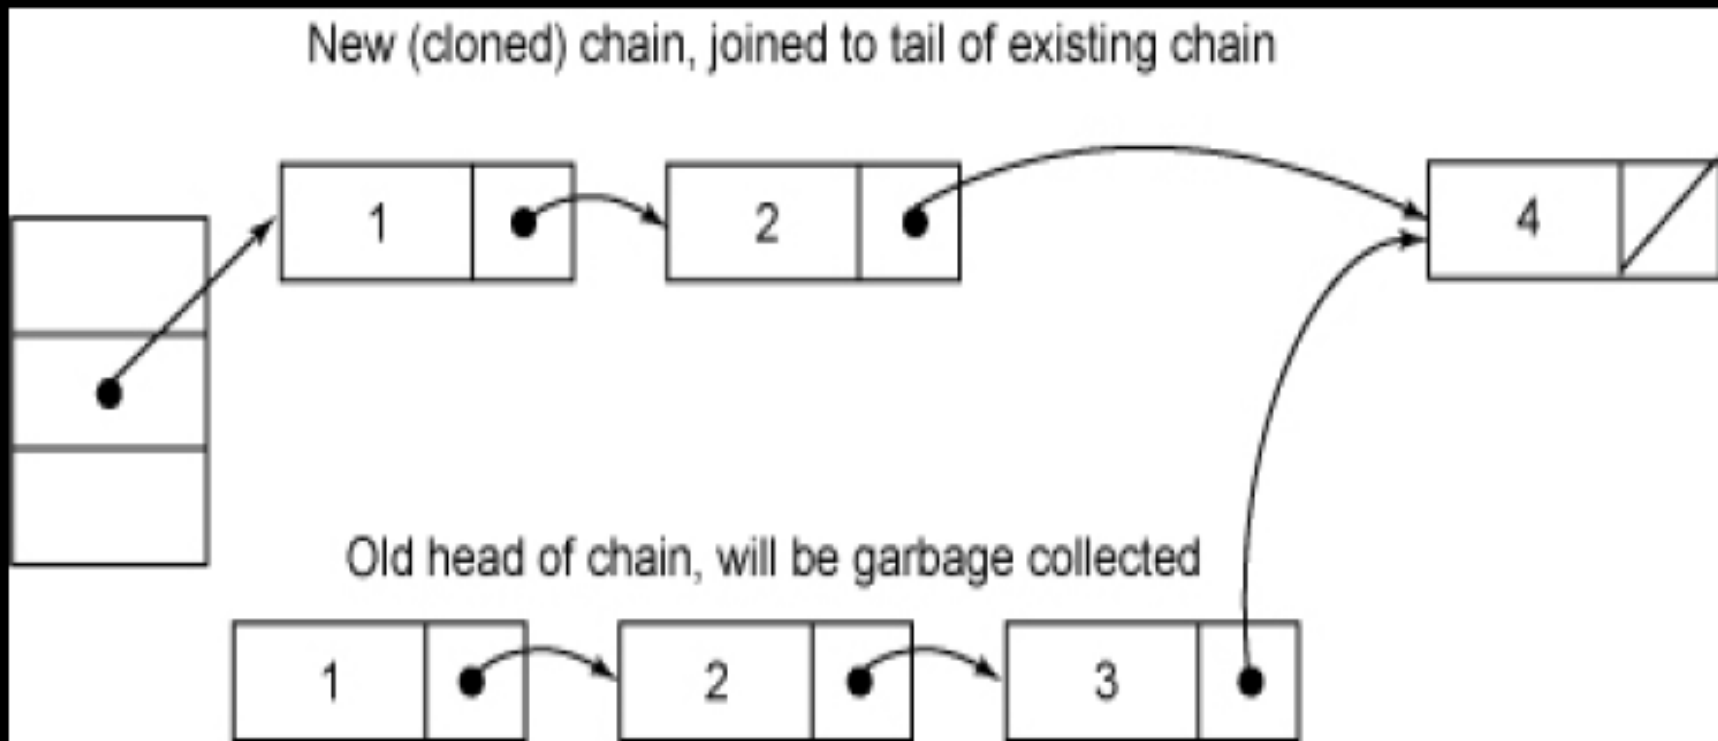 New (cloned) chain, joined to tail of existing chain
1 2 4
Old head of chain, will be garbage collected
1 2 3